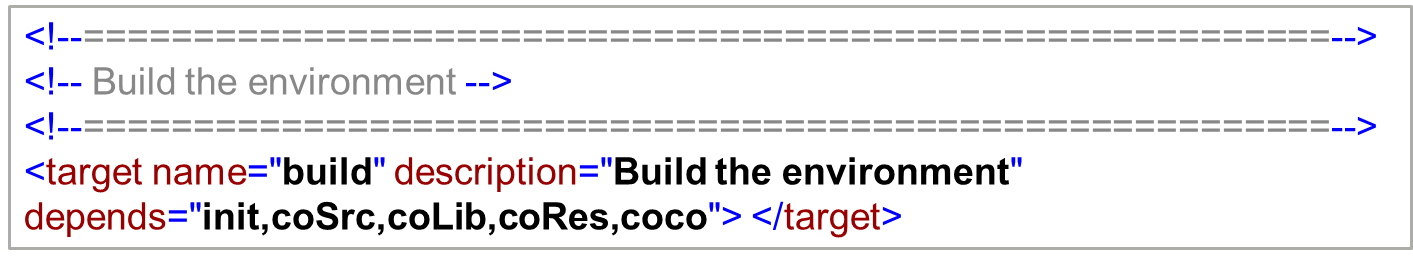 <!--=========================================================-->
<!-- Build the environment -->
<!--=========================================================-->
<target name="build" description="Build the environment"
depends="init,coSrc,coLib,coRes,coco"> </target>